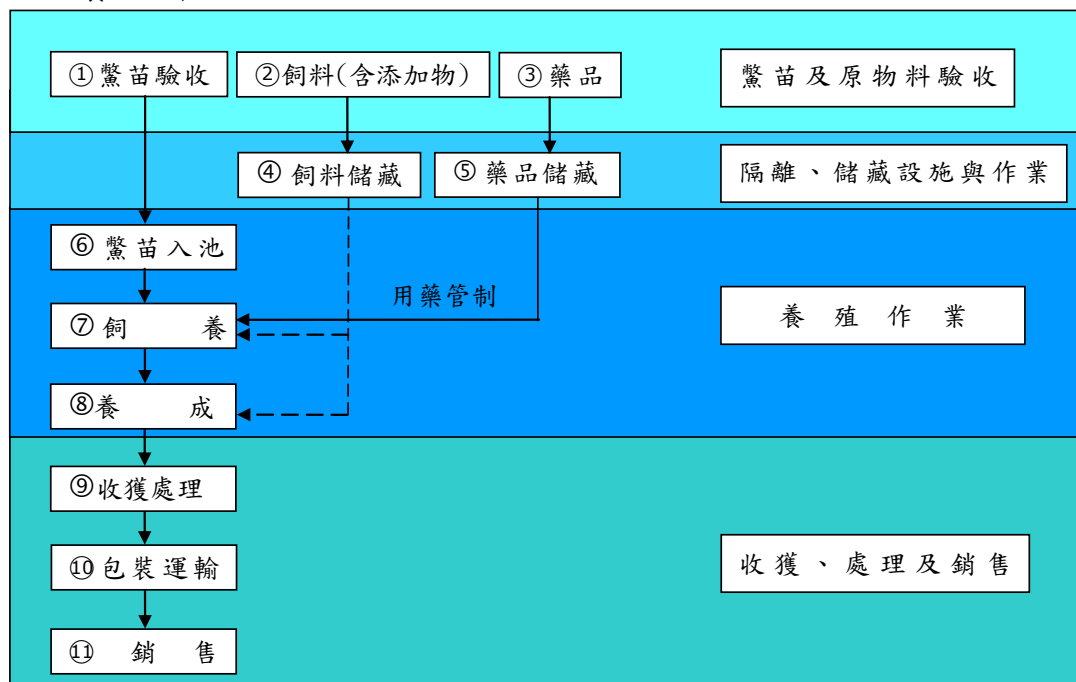 ①鱉苗驗收
②飼料(含添加物)
③藥品
鱉苗及原物料驗收
④飼料儲藏
⑤藥品儲藏
隔離、儲藏設施與作業
⑥鱉苗入池
用藥管制
⑦飼 養
養殖作業
⑧養 成
⑨收獲處理
⑩包裝運輸
收獲、處理及銷售
⑪ 銷 售